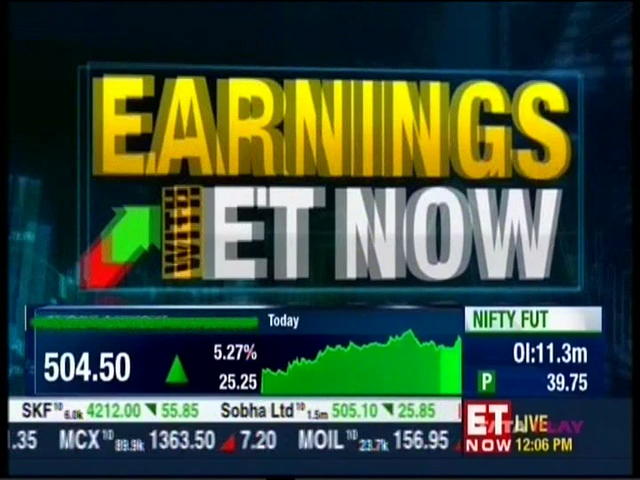 EARNINGS
WITH ET NOW
Today
NIFTY FUT
504.50
5.27%
25.25
OI:11.3m
P 39.75
SKF 6.0k 4212.00 55.85 Sobha Ltd 1.5m 505.10 25.85
.35 MCX 89.9k 1363.50 7.20 MOIL 23.7k 156.95
ET NOW
LIVE
12:06 PM